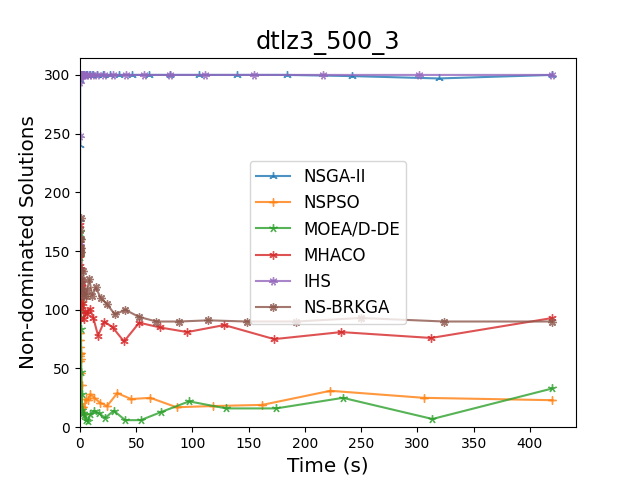 dtlz3_500_3
Non-dominated Solutions
300
250
200
150
100
50
0
NSGA-II
NSPSO
MOEA/D-DE
MHACO
IHS
NS-BRKGA
0 50 100 150 200 250 300 350 400
Time (s)